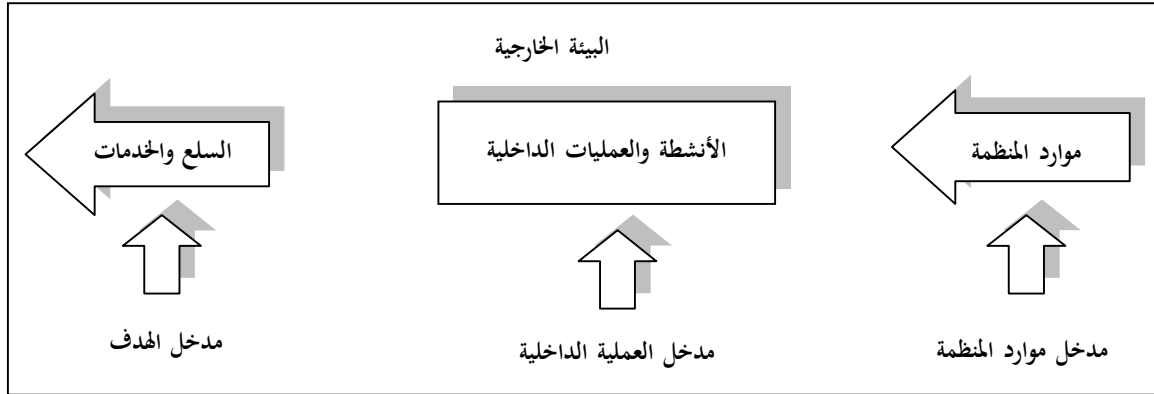 البيئة الخارجية
موارد المنظمة
الأنشطة والعمليات الداخلية
السلع والخدمات
مدخل موارد المنظمة
مدخل العملية الداخلية
مدخل الهدف